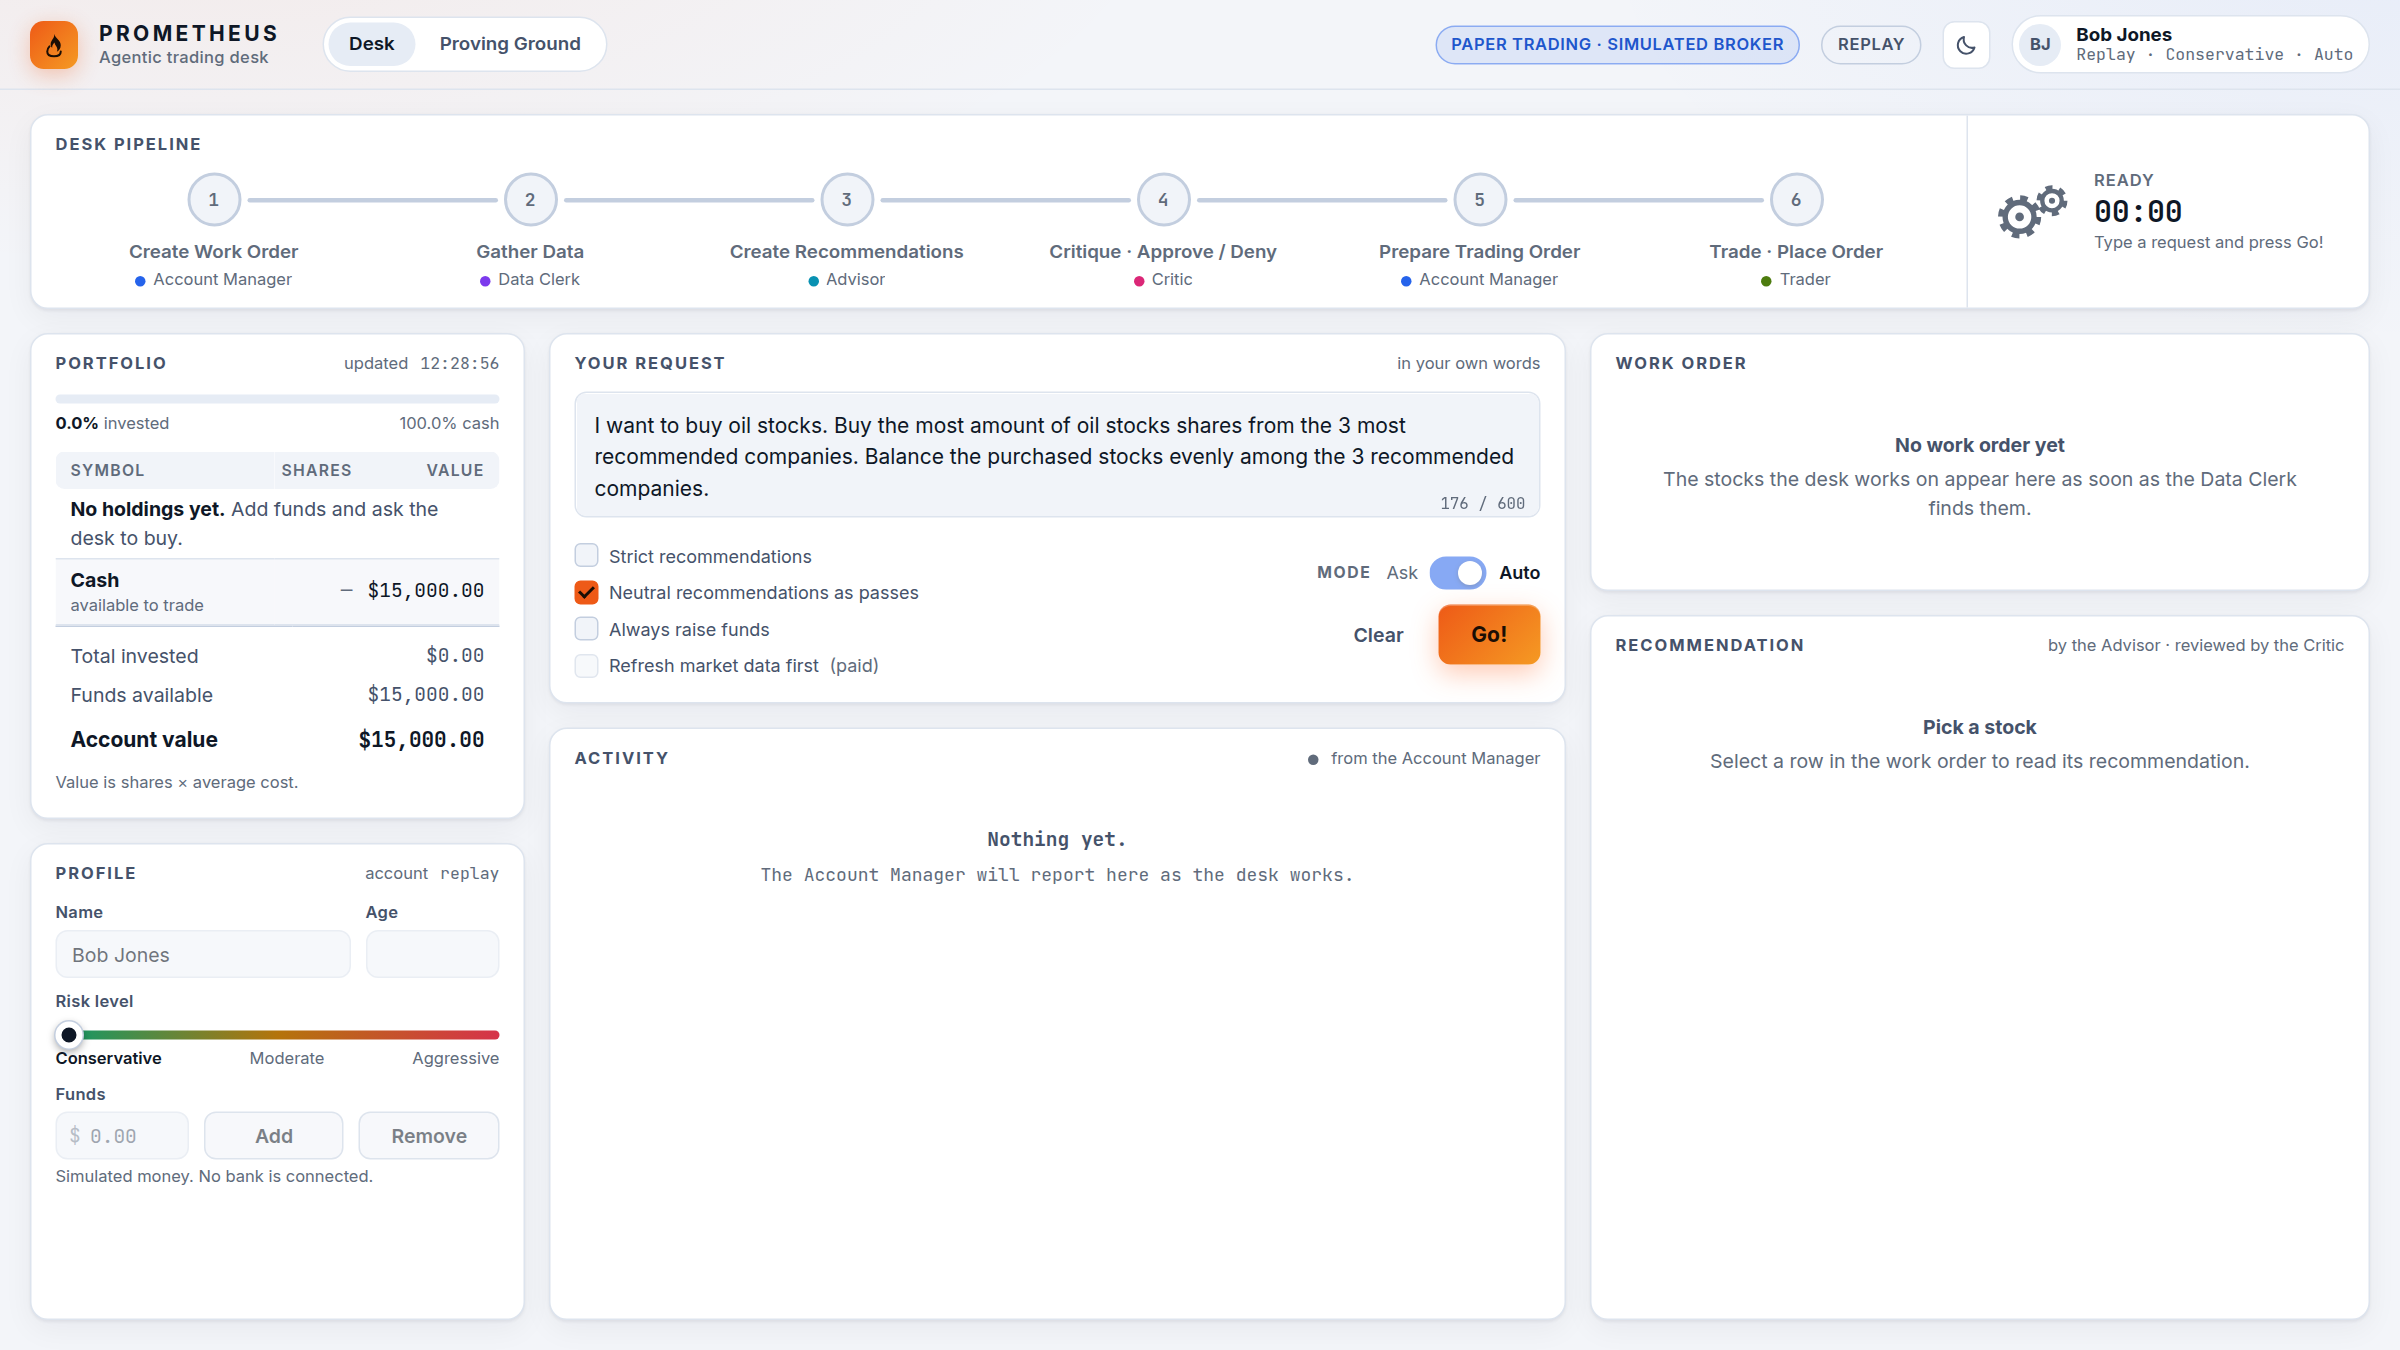 PROMETHEUS
Agentic trading desk
Desk
Proving Ground
PAPER TRADING · SIMULATED BROKER
REPLAY
BJ
Bob Jones
Replay · Conservative · Auto
DESK PIPELINE
1
2
3
4
5
6
Create Work Order
Gather Data
Create Recommendations
Critique · Approve / Deny
Prepare Trading Order
Trade · Place Order
Account Manager
Data Clerk
Advisor
Critic
Account Manager
Trader
READY
00:00
Type a request and press Go!
PORTFOLIO
updated 12:28:56
0.0% invested
100.0% cash
SYMBOL
SHARES
VALUE
No holdings yet. Add funds and ask the
desk to buy.
Cash
available to trade
— $15,000.00
Total invested
$0.00
Funds available
$15,000.00
Account value
$15,000.00
Value is shares × average cost.
PROFILE
account replay
Name
Age
Bob Jones
Risk level
Conservative
Moderate
Aggressive
Funds
$ 0.00
Add
Remove
Simulated money. No bank is connected.
YOUR REQUEST
in your own words
I want to buy oil stocks. Buy the most amount of oil stocks shares from the 3 most
recommended companies. Balance the purchased stocks evenly among the 3 recommended
companies.
176 / 600
Strict recommendations
Neutral recommendations as passes
Always raise funds
Refresh market data first (paid)
MODE Ask Auto
Clear
Go!
ACTIVITY
from the Account Manager
Nothing yet.
The Account Manager will report here as the desk works.
WORK ORDER
No work order yet
The stocks the desk works on appear here as soon as the Data Clerk
finds them.
RECOMMENDATION
by the Advisor · reviewed by the Critic
Pick a stock
Select a row in the work order to read its recommendation.